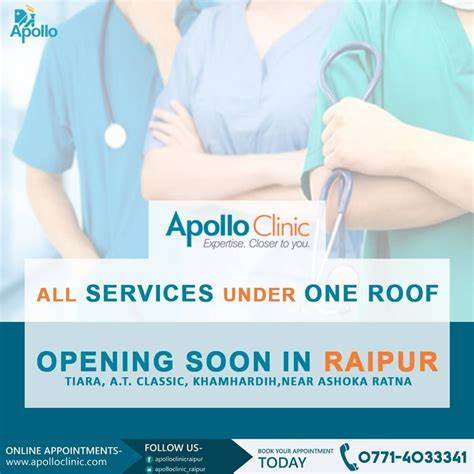 Apollo
Apollo Clinic
Expertise. Closer to you.
ALL SERVICES UNDER ONE ROOF
OPENING SOON IN RAIPUR
TIARA, A.T. CLASSIC, KHAMHARDIH,NEAR ASHOKA RATNA
ONLINE APPOINTMENTS-
www.apolloclinic.com
FOLLOW US-
apolloclinicraipur
apolloclinic_raipur
BOOK YOUR APPOINTMENT
TODAY
0771-4033341